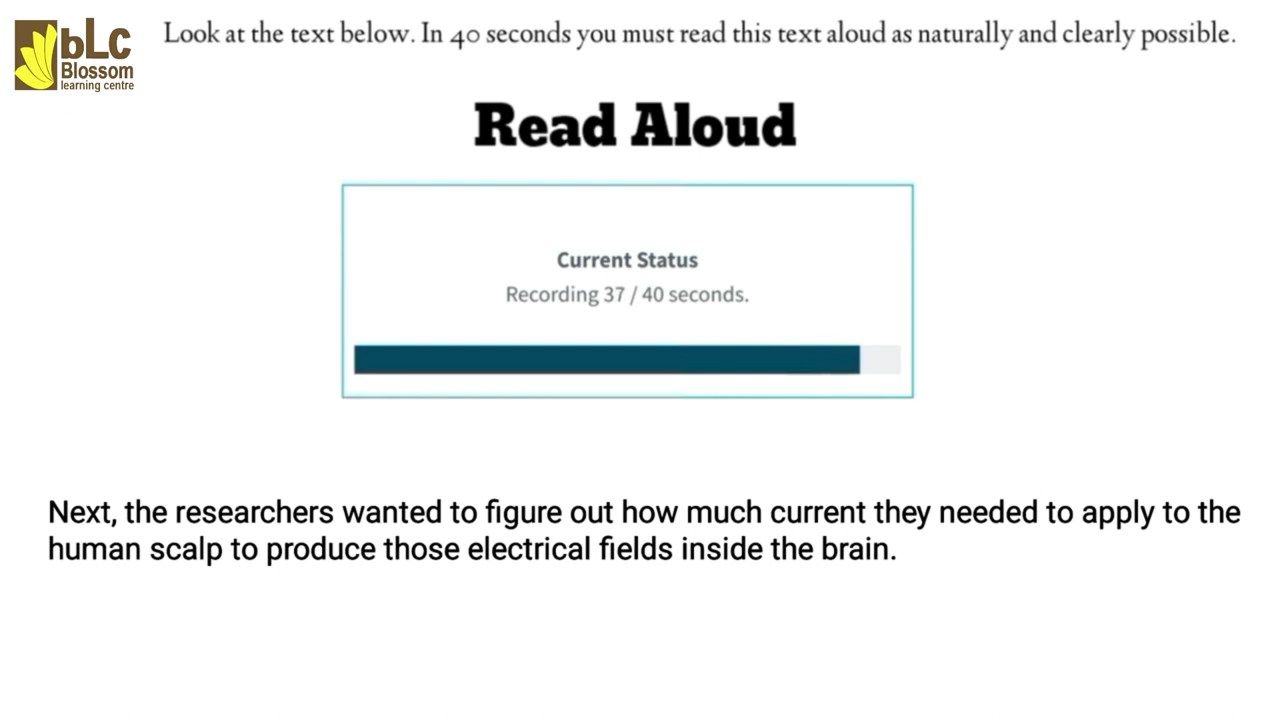 bLc
Blossom
learning centre
Look at the text below. In 40 seconds you must read this text aloud as naturally and clearly possible.
Read Aloud
Current Status
Recording 37 / 40 seconds.
Next, the researchers wanted to figure out how much current they needed to apply to the
human scalp to produce those electrical fields inside the brain.